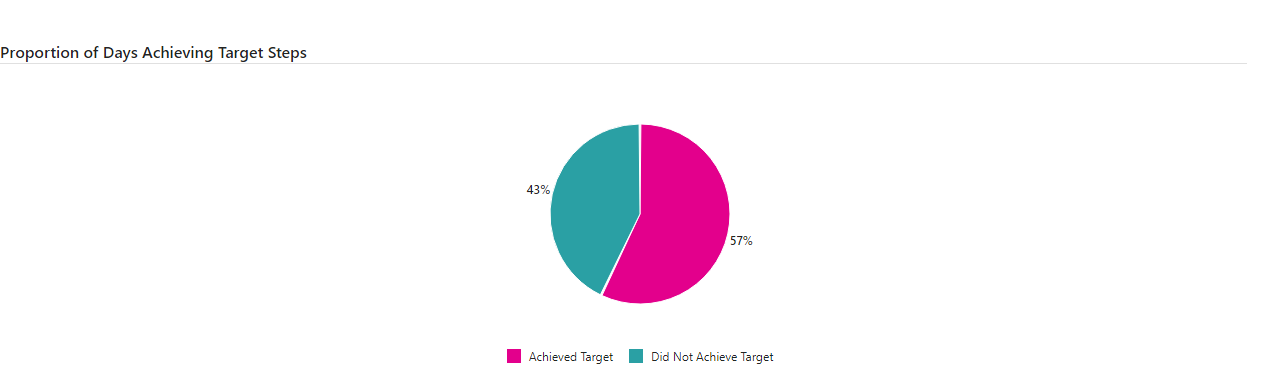 Proportion of Days Achieving Target Steps
43%
57%
Achieved Target
Did Not Achieve Target